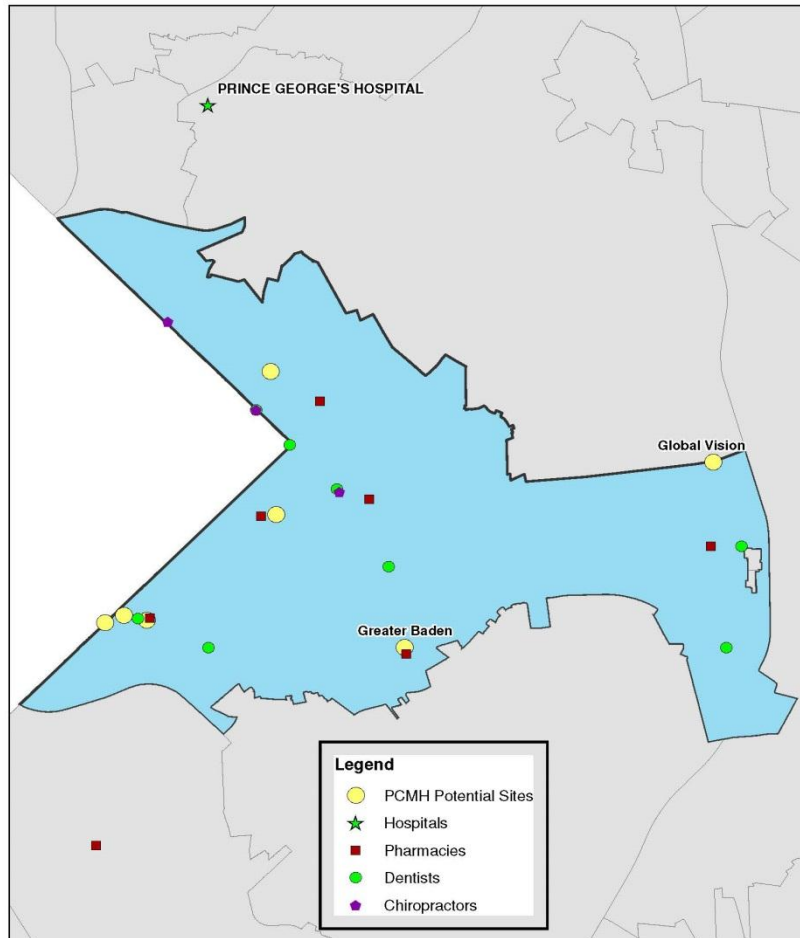 PRINCE GEORGE'S HOSPITAL
Global Vision
Greater Baden
Legend
PCMH Potential Sites
Hospitals
Pharmacies
Dentists
Chiropractors